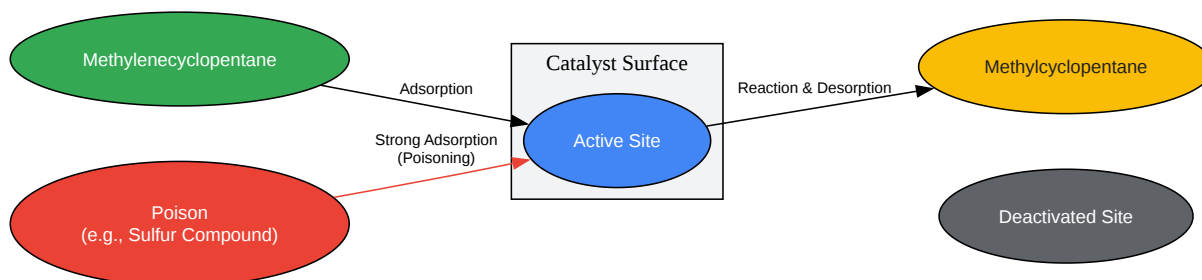 Methylenecyclopentane
Adsorption
Catalyst Surface
Active Site
Reaction & Desorption
Methylcyclopentane
Strong Adsorption
(Poisoning)
Poison
(e.g., Sulfur Compound)
Deactivated Site